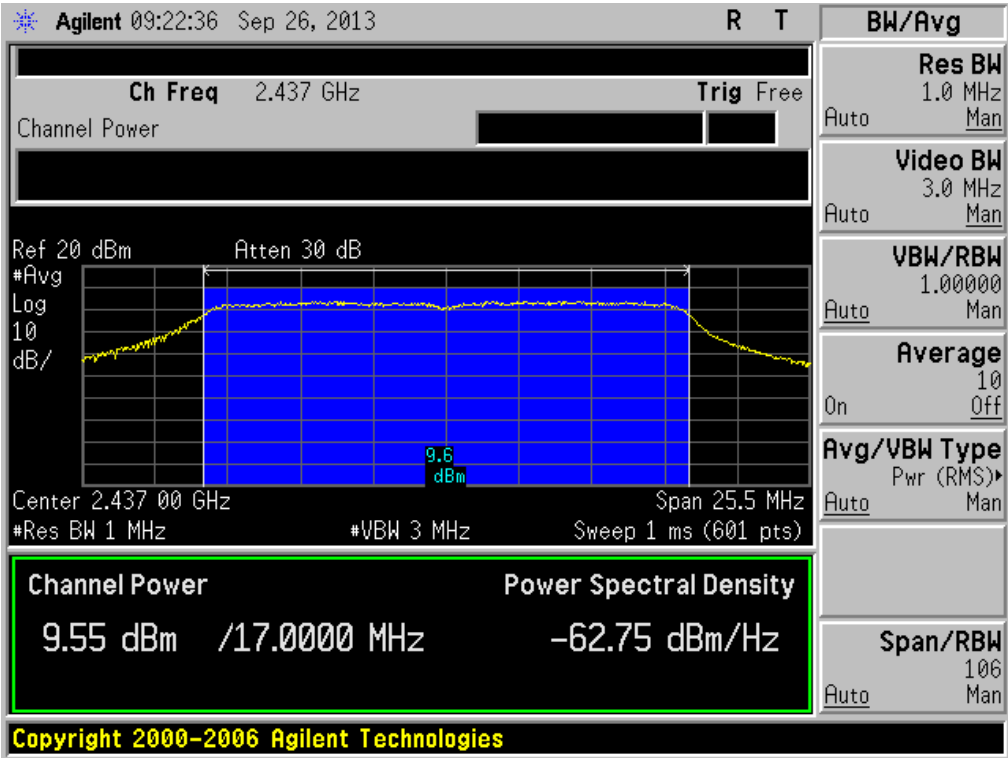 Agilent 09:22:36 Sep 26, 2013 R T
Ch Freq 2.437 GHz Trig Free
Channel Power
Ref 20 dBm Atten 30 dB
#Avg
Log
10
dB/
9.6
dBm
Center 2.437 00 GHz Span 25.5 MHz
#Res BW 1 MHz #VBW 3 MHz Sweep 1 ms (601 pts)
Channel Power Power Spectral Density
9.55 dBm /17.0000 MHz -62.75 dBm/Hz
Copyright 2000-2006 Agilent Technologies
BW/Avg
Res BW
1.0 MHz
Auto Man
Video BW
3.0 MHz
Auto Man
VBW/RBW
1.00000
Auto Man
Average
10
On Off
Avg/VBW Type
Pwr (RMS)▸
Auto Man
Span/RBW
106
Auto Man